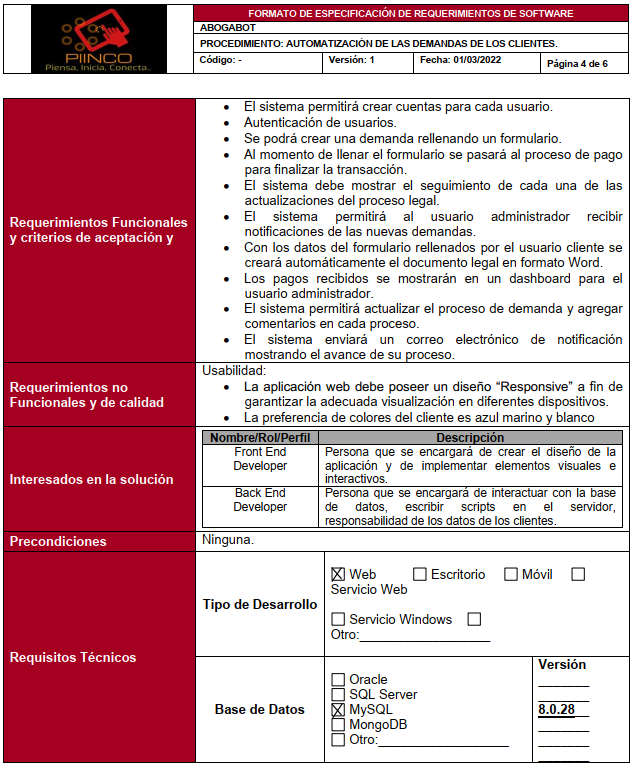 PIINCO
Piensa. Inicia. Conecta..
FORMATO DE ESPECIFICACIÓN DE REQUERIMIENTOS DE SOFTWARE
ABOGABOT
PROCEDIMIENTO: AUTOMATIZACIÓN DE LAS DEMANDAS DE LOS CLIENTES.
Código: -
Versión: 1
Fecha: 01/03/2022
Página 4 de 6
Requerimientos Funcionales
y criterios de aceptación y
• El sistema permitirá crear cuentas para cada usuario.
• Autenticación de usuarios.
• Se podrá crear una demanda rellenando un formulario.
• Al momento de llenar el formulario se pasará al proceso de pago
para finalizar la transacción.
• El sistema debe mostrar el seguimiento de cada una de las
actualizaciones del proceso legal.
• El sistema permitirá al usuario administrador recibir
notificaciones de las nuevas demandas.
• Con los datos del formulario rellenados por el usuario cliente se
creará automáticamente el documento legal en formato Word.
• Los pagos recibidos se mostrarán en un dashboard para el
usuario administrador.
• El sistema permitirá actualizar el proceso de demanda y agregar
comentarios en cada proceso.
• El sistema enviará un correo electrónico de notificación
mostrando el avance de su proceso.
Requerimientos no
Funcionales y de calidad
Usabilidad:
• La aplicación web debe poseer un diseño “Responsive” a fin de
garantizar la adecuada visualización en diferentes dispositivos.
• La preferencia de colores del cliente es azul marino y blanco
Interesados en la solución
Nombre/Rol/Perfil
Descripción
Front End
Developer
Persona que se encargará de crear el diseño de la
aplicación y de implementar elementos visuales e
interactivos.
Back End
Developer
Persona que se encargará de interactuar con la base
de datos, escribir scripts en el servidor,
responsabilidad de los datos de los clientes.
Precondiciones
Ninguna.
Requisitos Técnicos
Tipo de Desarrollo
☒ Web ☐ Escritorio ☐ Móvil ☐
Servicio Web
☐ Servicio Windows ☐
Otro:__________________
Base de Datos
☐ Oracle
☐ SQL Server
☒ MySQL
☐ MongoDB
☐ Otro:__________________
Versión
_______
_______
8.0.28__
_______
_______
_______